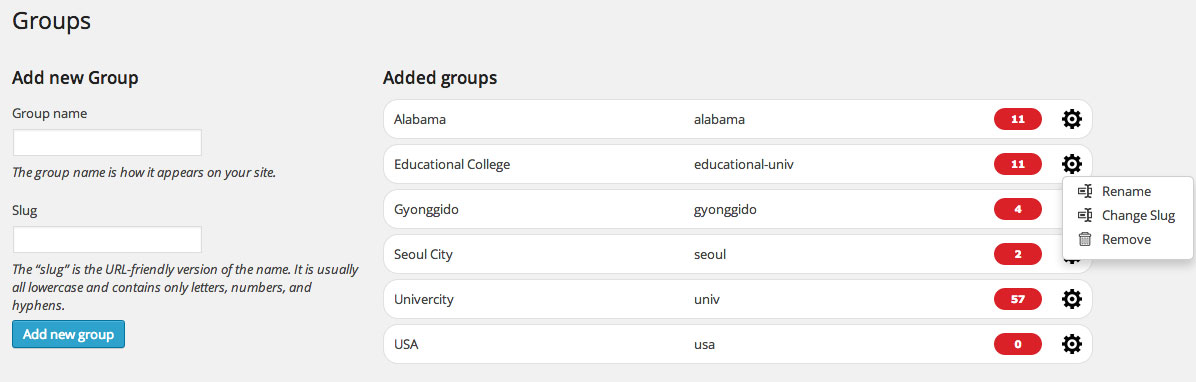 Groups
Add new Group
Group name
The group name is how it appears on your site.
Slug
The “slug” is the URL-friendly version of the name. It is usually
all lowercase and contains only letters, numbers, and
hyphens.
Add new group
Added groups
Alabama alabama 11
Educational College educational-univ 11
Gyonggido gyonggido 4
Seoul City seoul 2
Univercity univ 57
USA usa 0
Rename
Change Slug
Remove